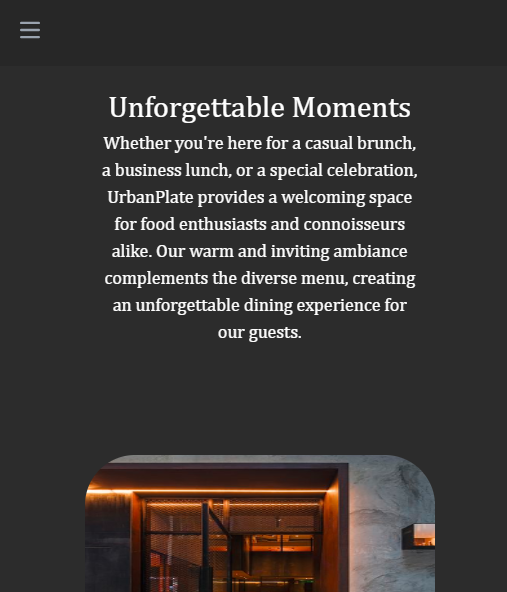 Unforgettable Moments
Whether you're here for a casual brunch,
a business lunch, or a special celebration,
UrbanPlate provides a welcoming space
for food enthusiasts and connoisseurs
alike. Our warm and inviting ambiance
complements the diverse menu, creating
an unforgettable dining experience for
our guests.